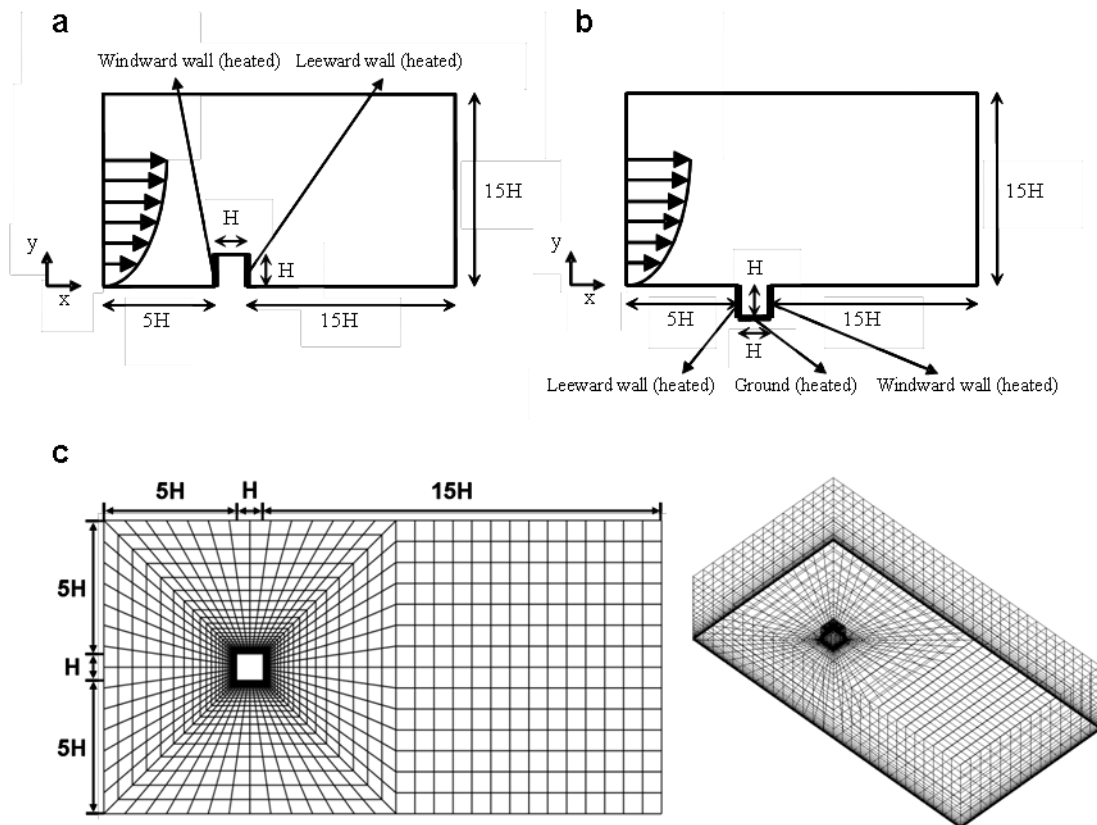 a
Windward wall (heated) Leeward wall (heated)
15H
H
H
y
x
5H
15H
b
15H
y
x
H
5H
15H
H
Leeward wall (heated) Ground (heated) Windward wall (heated)
c
5H H 15H
5H
H
5H